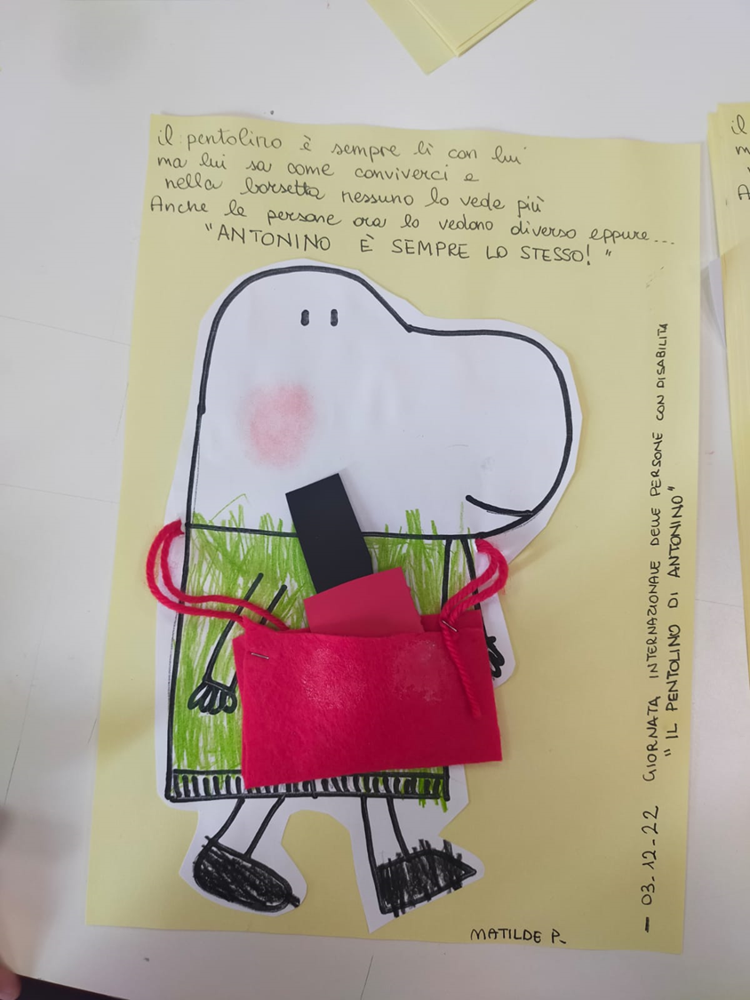 il pentolino è sempre lì con lui
ma lui sa come conviverci e
nella borsetta nessuno lo vede più
Anche le persone ora lo vedono diverso eppure...
"ANTONINO È SEMPRE LO STESSO! "
- 03-12-22 GIORNATA INTERNAZIONALE DELLE PERSONE CON DISABILITÀ
"IL PENTOLINO DI ANTONINO"
MATILDE P.
il
m
A